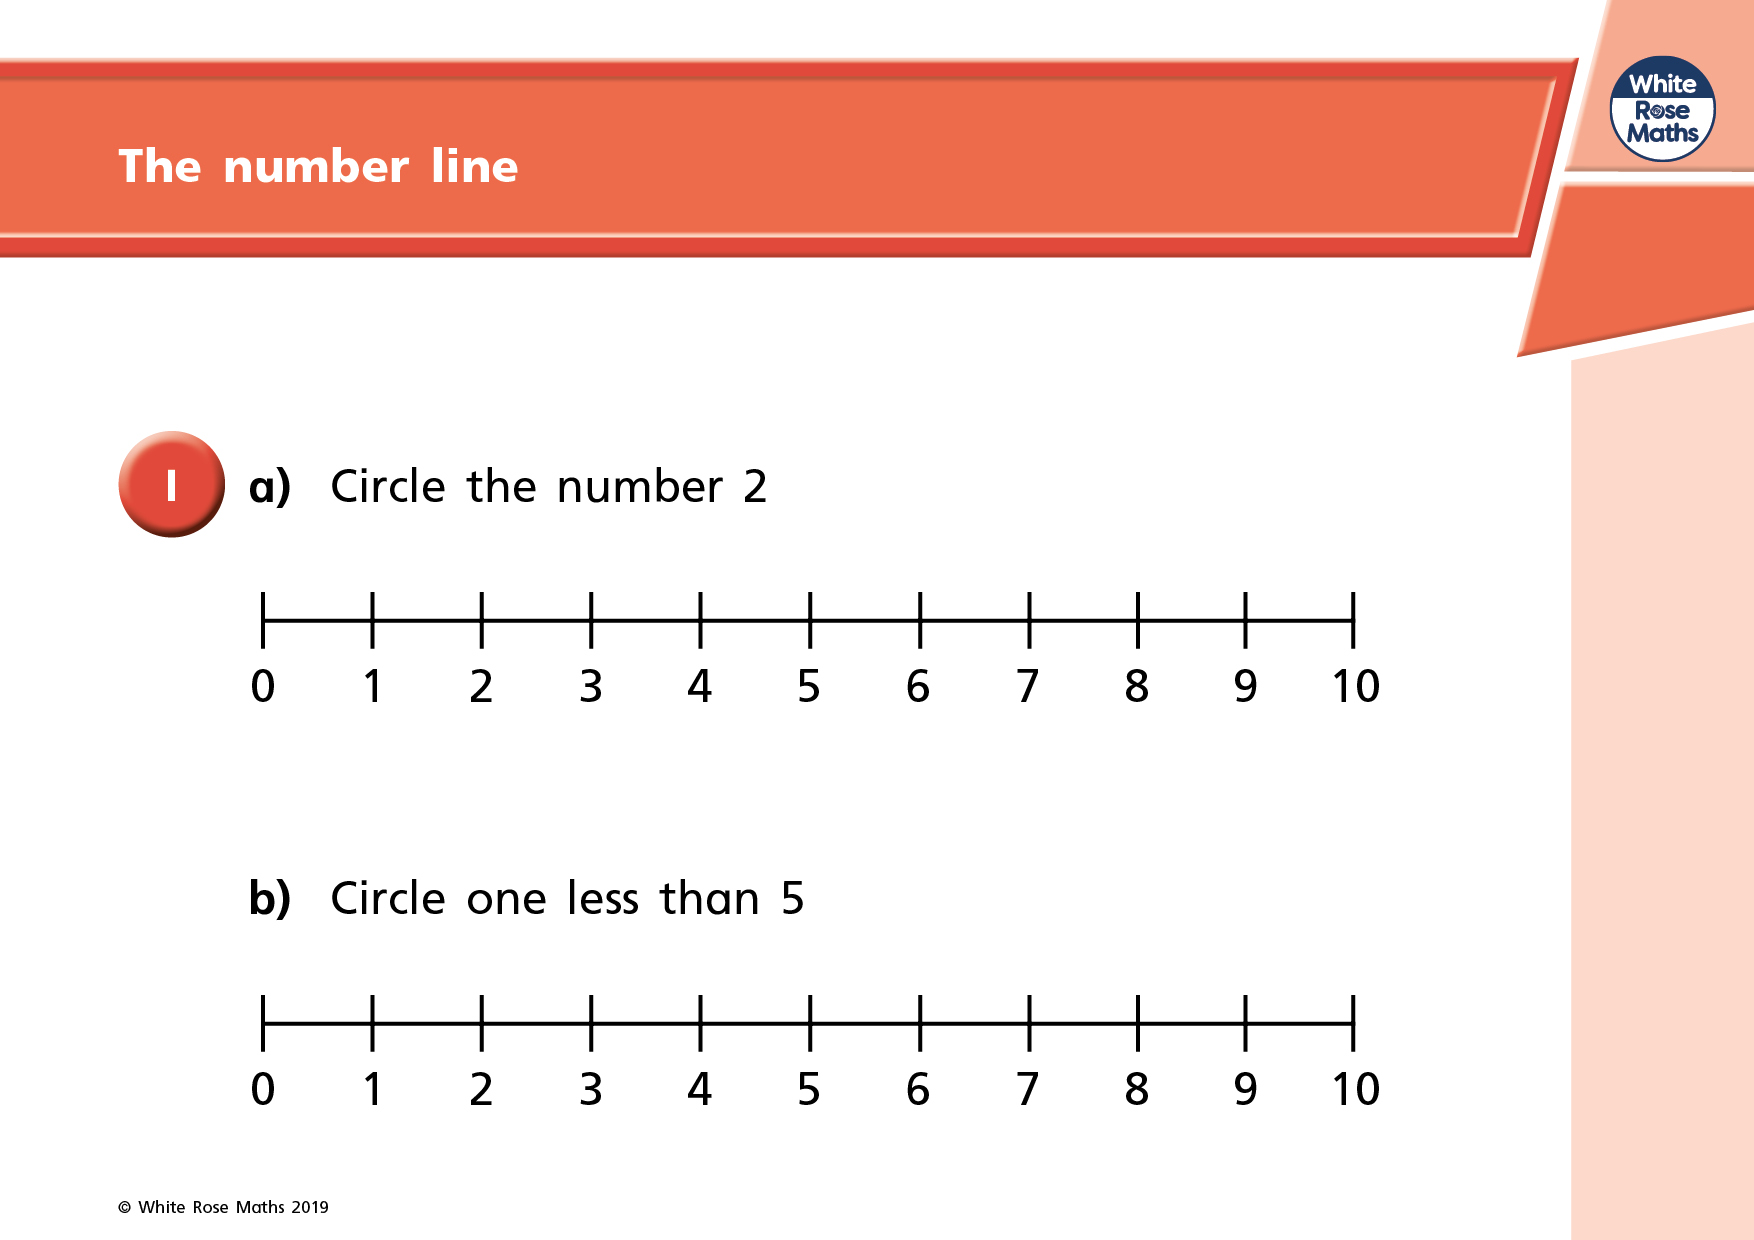 The number line
White
Rose
Maths
1 a) Circle the number 2
0 1 2 3 4 5 6 7 8 9 10
b) Circle one less than 5
0 1 2 3 4 5 6 7 8 9 10
© White Rose Maths 2019